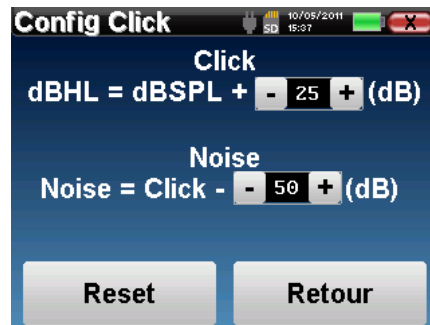 Config Click SD 10/05/2011 15:37 X
Click
dBHL = dBSPL + - 25 + (dB)
Noise
Noise = Click - - 50 + (dB)
Reset Retour